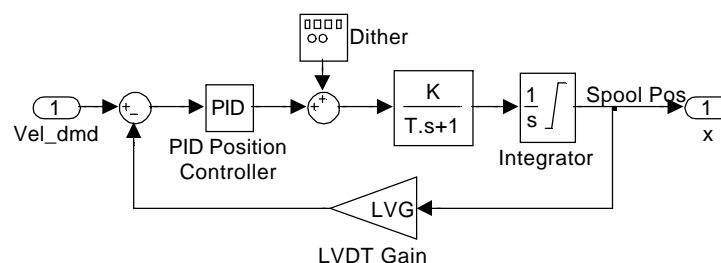 Dither
1
Vel_dmd
+
-
PID
PID Position
Controller
+
+
K
T.s+1
1
s
Integrator
Spool Pos
1
x
LVG
LVDT Gain